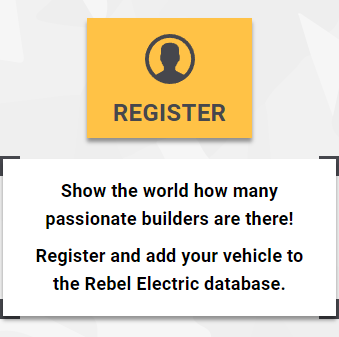 REGISTER
Show the world how many
passionate builders are there!
Register and add your vehicle to
the Rebel Electric database.